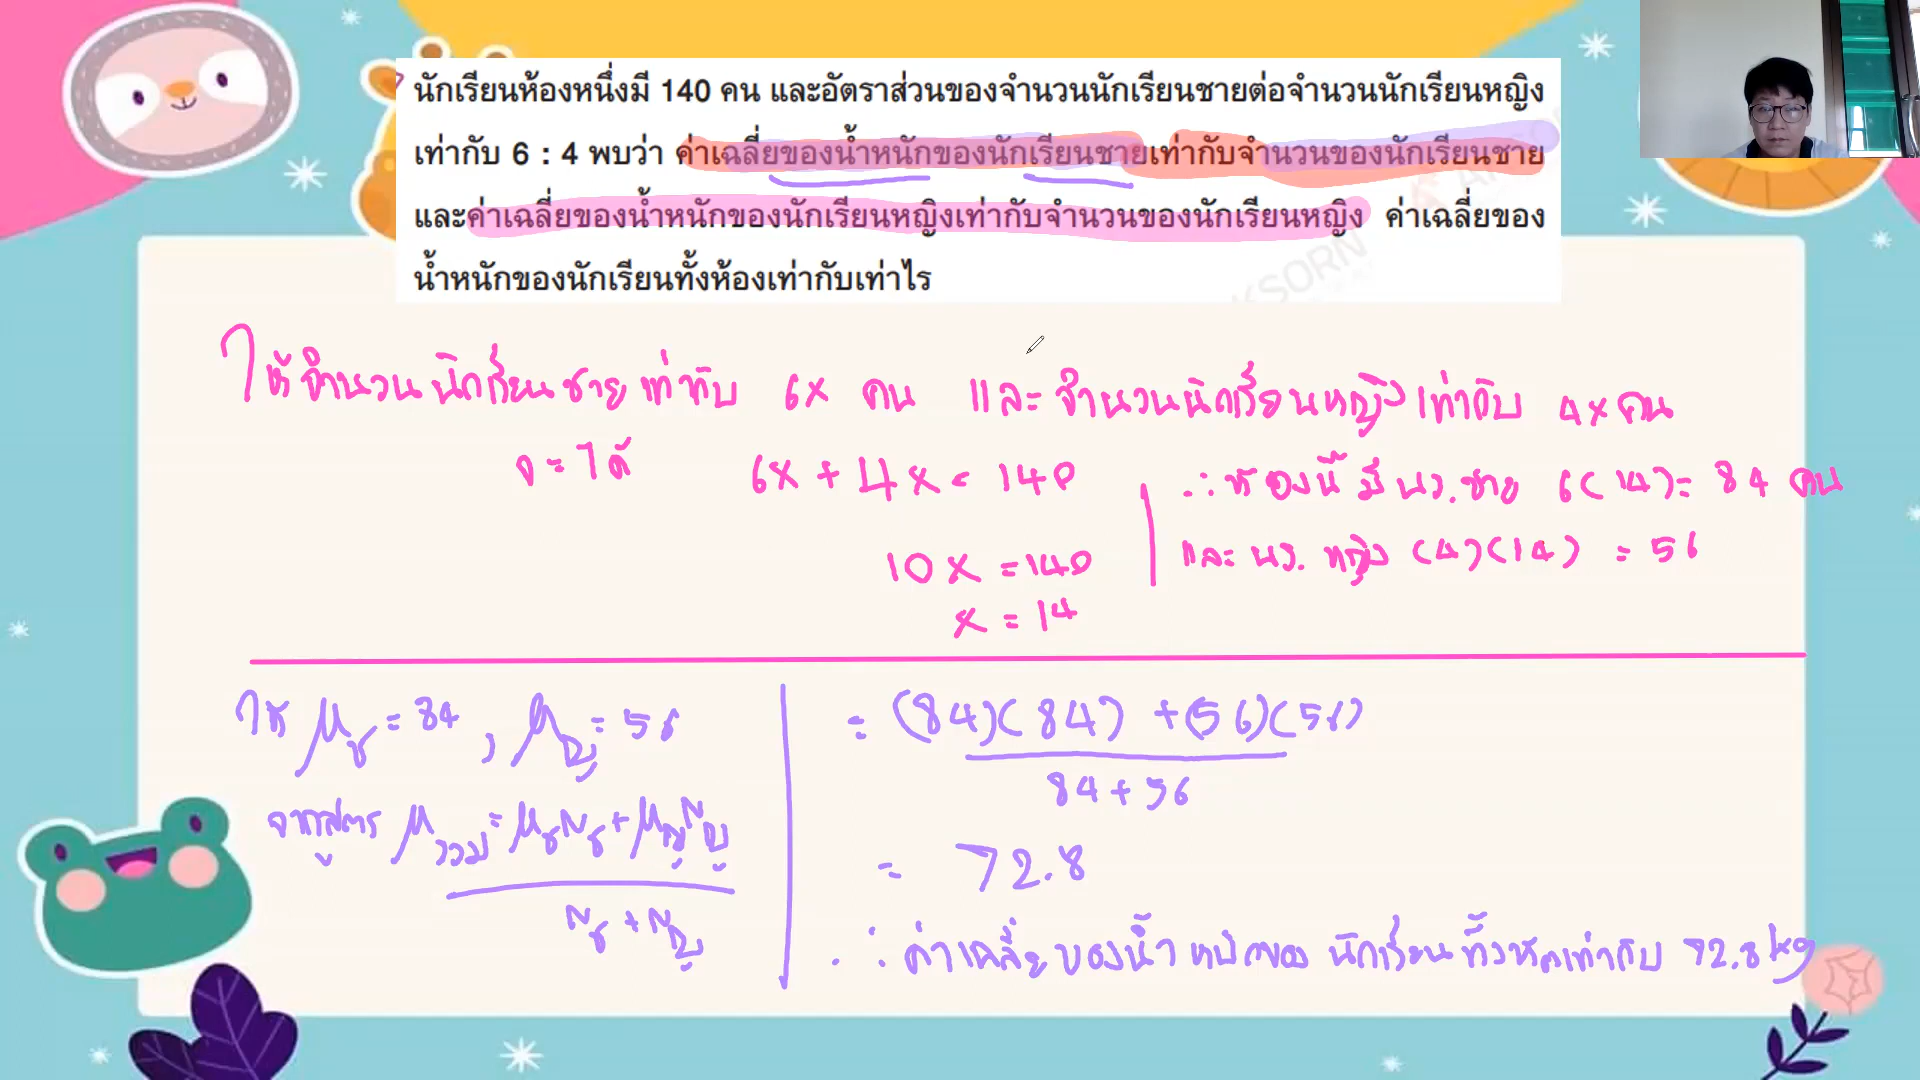 นักเรียนห้องหนึ่งมี 140 คน และอัตราส่วนของจำนวนนักเรียนชายต่อจำนวนนักเรียนหญิง
เท่ากับ 6 : 4 พบว่า ค่าเฉลี่ยของน้ำหนักของนักเรียนชายเท่ากับจำนวนของนักเรียนชาย
และค่าเฉลี่ยของน้ำหนักของนักเรียนหญิงเท่ากับจำนวนของนักเรียนหญิง ค่าเฉลี่ยของ
น้ำหนักของนักเรียนทั้งห้องเท่ากับเท่าไร
ให้จำนวนนักเรียนชายเท่ากับ 6x คน และ จำนวนนักเรียนหญิงเท่ากับ 4x คน
จะได้ 6x + 4x = 140
10x = 140
x = 14
∴ ห้องนี้มี นร.ชาย 6(14) = 84 คน
และ นร. หญิง (4)(14) = 56
ให้ μช = 84 , μญ = 56
จากสูตร μรวม = μชNช + μญNญ
Nช + Nญ
= (84)(84) + (56)(56)
84 + 56
= 72.8
∴ ค่าเฉลี่ยของน้ำหนักของนักเรียนทั้งหมดเท่ากับ 72.8 kg